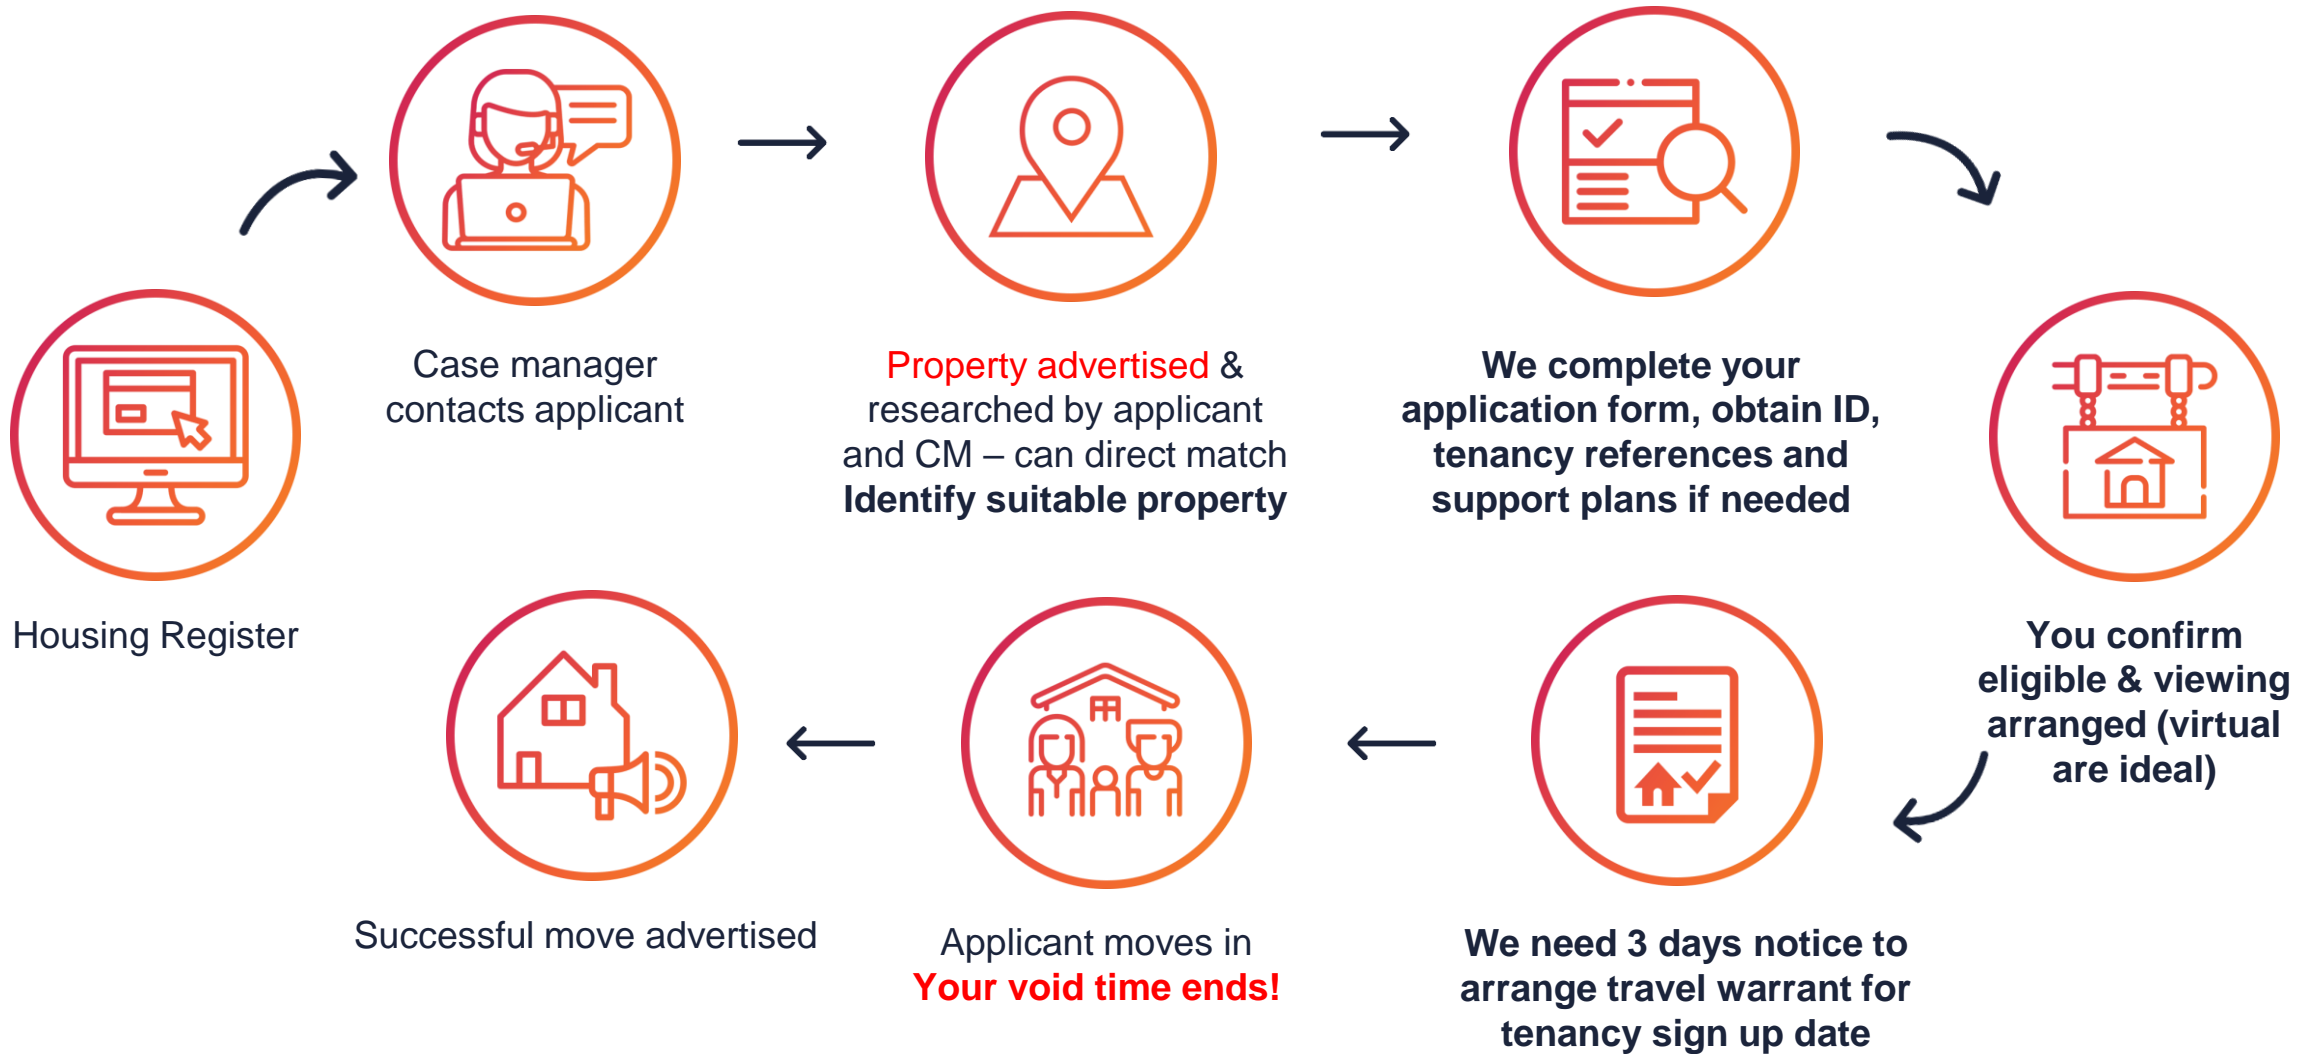 Housing Register
Case manager
contacts applicant
Property advertised &
researched by applicant
and CM – can direct match
Identify suitable property
We complete your
application form, obtain ID,
tenancy references and
support plans if needed
You confirm
eligible & viewing
arranged (virtual
are ideal)
We need 3 days notice to
arrange travel warrant for
tenancy sign up date
Applicant moves in
Your void time ends!
Successful move advertised